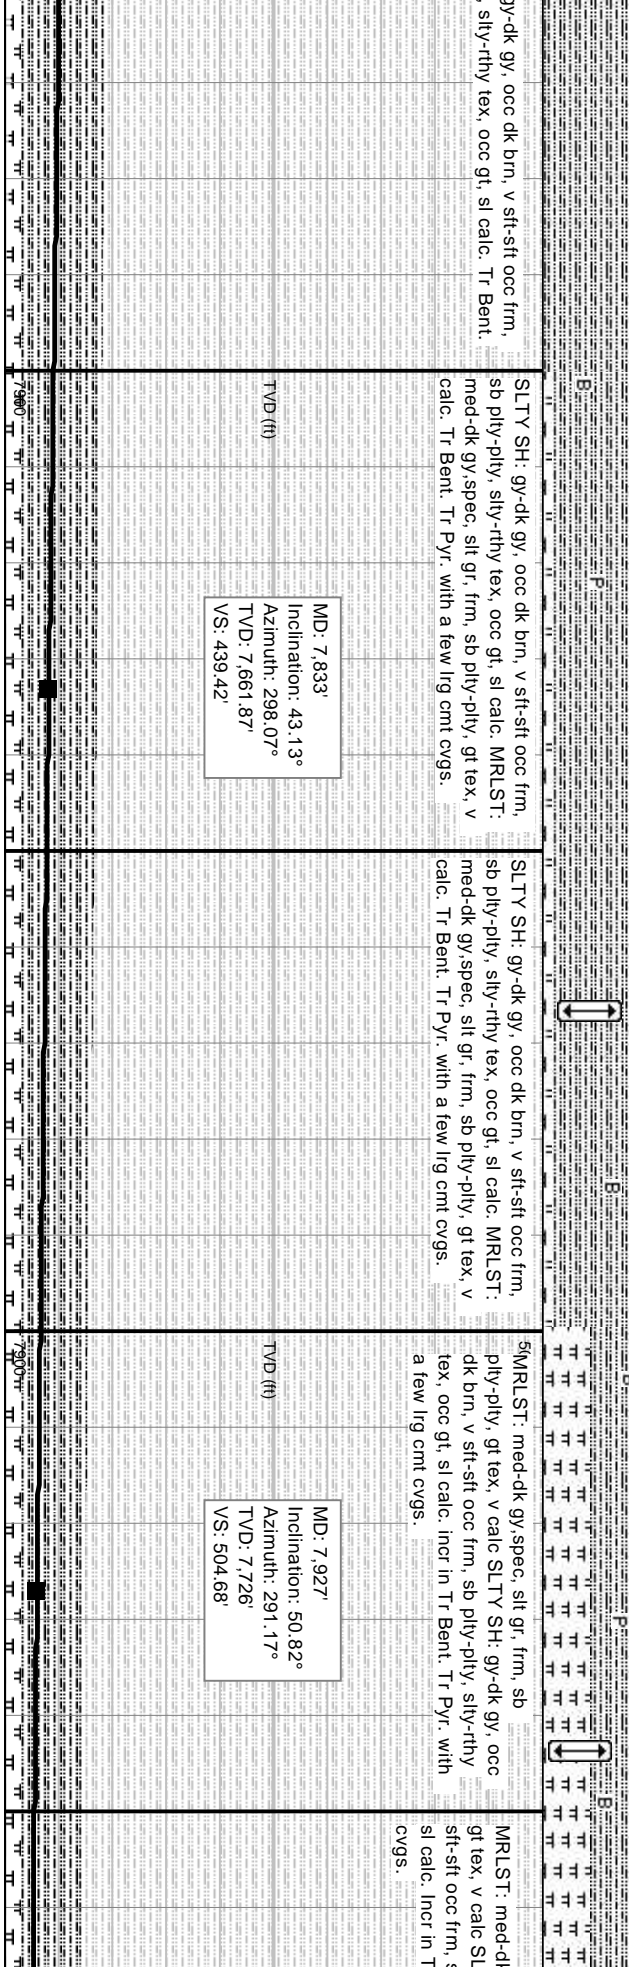 gy-dk gy, occ dk brn, v sft-sft occ frm,
, slty-rthy tex, occ gt, sl calc. Tr Bent.
B
P
SLTY SH: gy-dk gy, occ dk brn, v sft-sft occ frm,
sb plty-plty, slty-rthy tex, occ gt, sl calc. MRLST:
med-dk gy,spec, slt gr, frm, sb plty-plty, gt tex, v
calc. Tr Bent. Tr Pyr. with a few lrg cmt cvgs.
TVD (ft)
MD: 7,833'
Inclination: 43.13°
Azimuth: 298.07°
TVD: 7,661.87'
VS: 439.42'
7900
B
SLTY SH: gy-dk gy, occ dk brn, v sft-sft occ frm,
sb plty-plty, slty-rthy tex, occ gt, sl calc. MRLST:
med-dk gy,spec, slt gr, frm, sb plty-plty, gt tex, v
calc. Tr Bent. Tr Pyr. with a few lrg cmt cvgs.
P
B
MRLST: med-dk gy,spec, slt gr, frm, sb
plty-plty, gt tex, v calc SLTY SH: gy-dk gy, occ
dk brn, v sft-sft occ frm, sb plty-plty, slty-rthy
tex, occ gt, sl calc. incr in Tr Bent. Tr Pyr. with
a few lrg cmt cvgs.
TVD (ft)
MD: 7,927'
Inclination: 50.82°
Azimuth: 291.17°
TVD: 7,726'
VS: 504.68'
7900
MRLST: med-d
gt tex, v calc SL
sft-sft occ frm, s
sl calc. Incr in T
cvgs.